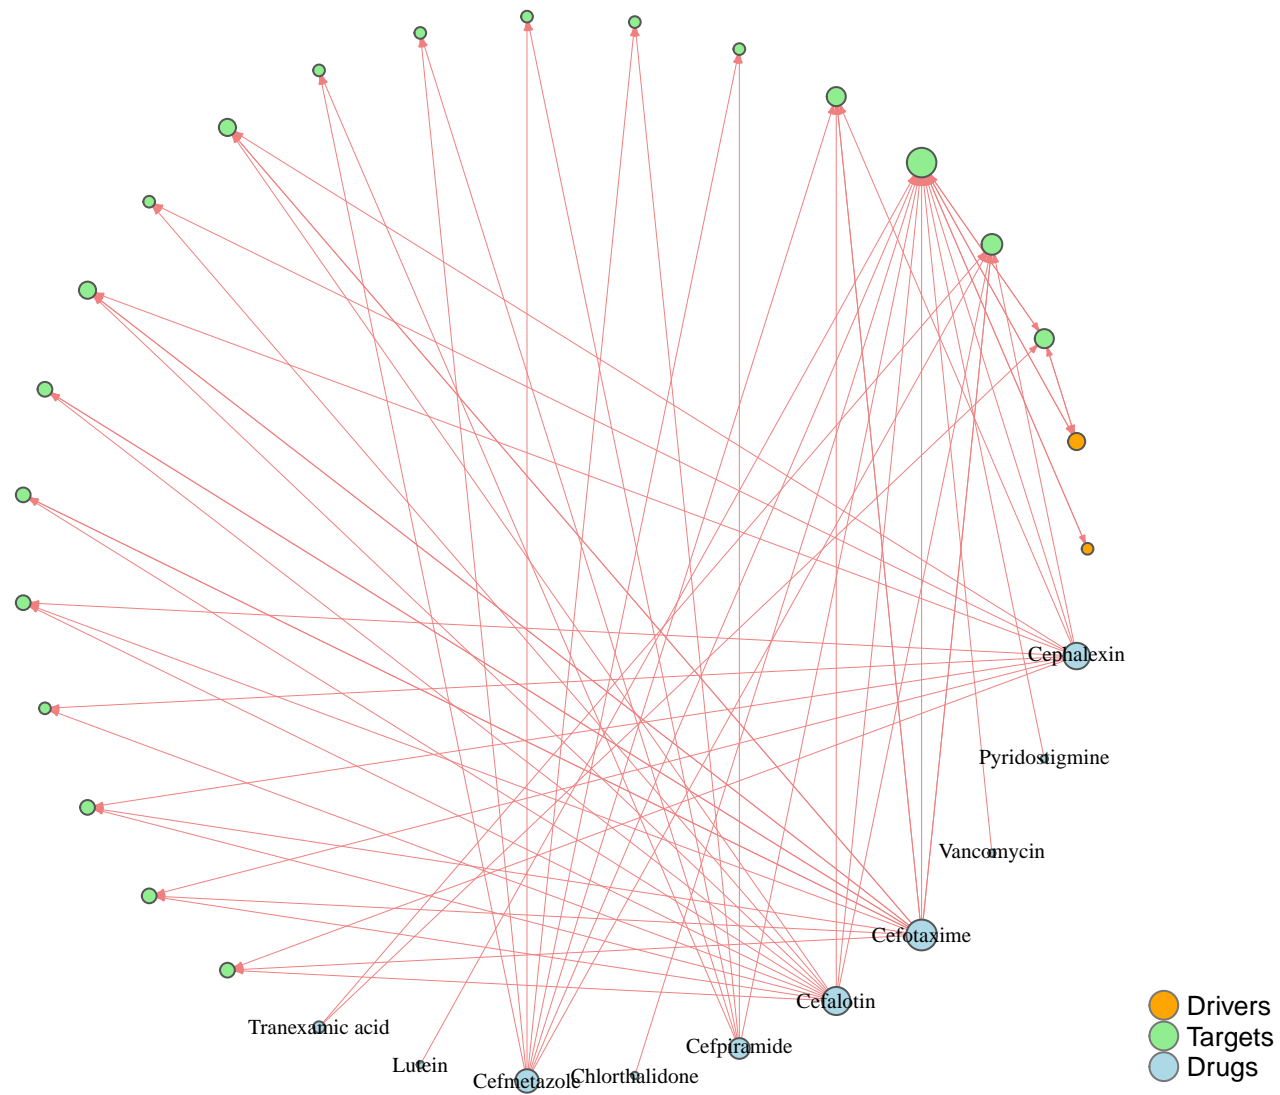 Cephalexin
Pyridostigmine
Vancomycin
Cefotaxime
Cefalotin
Drivers
Tranexamic acid
Targets
Cefpiramide
Lutein
Drugs
Cefmetazole
Chlorthalidone